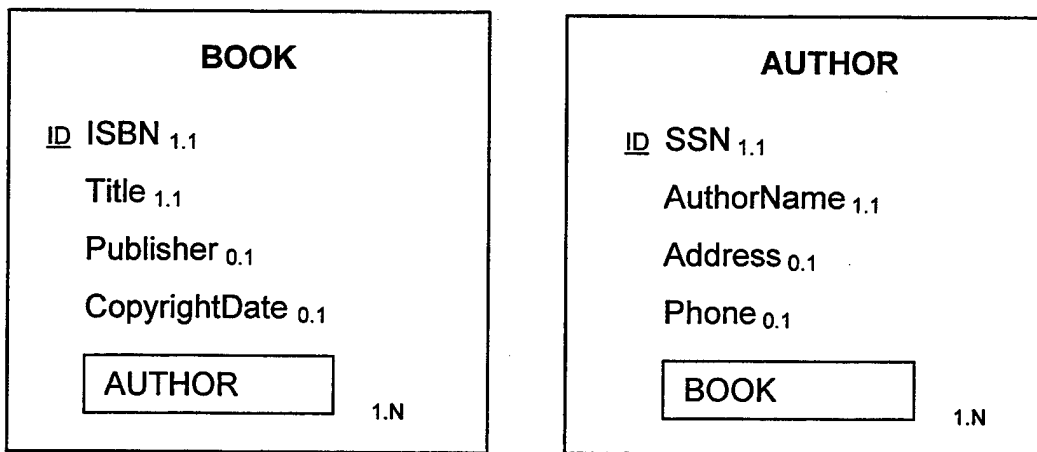 BOOK
ID ISBN 1.1
Title 1.1
Publisher 0.1
CopyrightDate 0.1
AUTHOR
1.N
AUTHOR
ID SSN 1.1
AuthorName 1.1
Address 0.1
Phone 0.1
BOOK
1.N